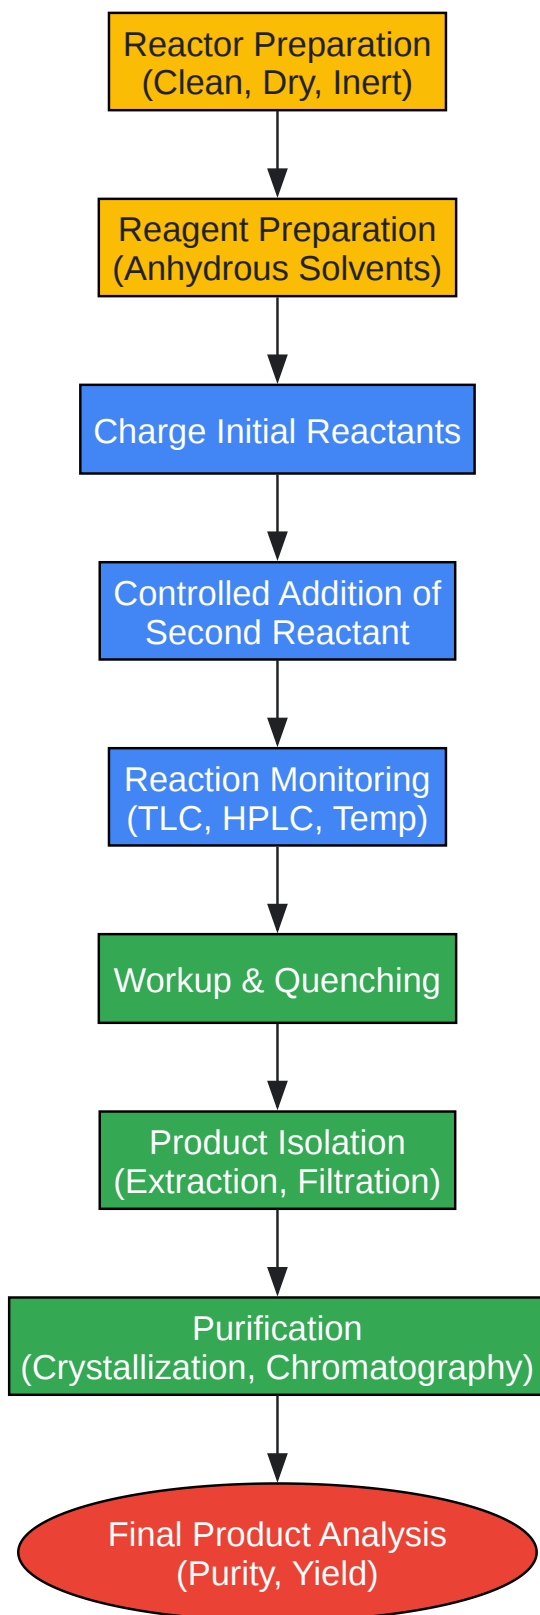 Reactor Preparation
(Clean, Dry, Inert)
Reagent Preparation
(Anhydrous Solvents)
Charge Initial Reactants
Controlled Addition of
Second Reactant
Reaction Monitoring
(TLC, HPLC, Temp)
Workup & Quenching
Product Isolation
(Extraction, Filtration)
Purification
(Crystallization, Chromatography)
Final Product Analysis
(Purity, Yield)